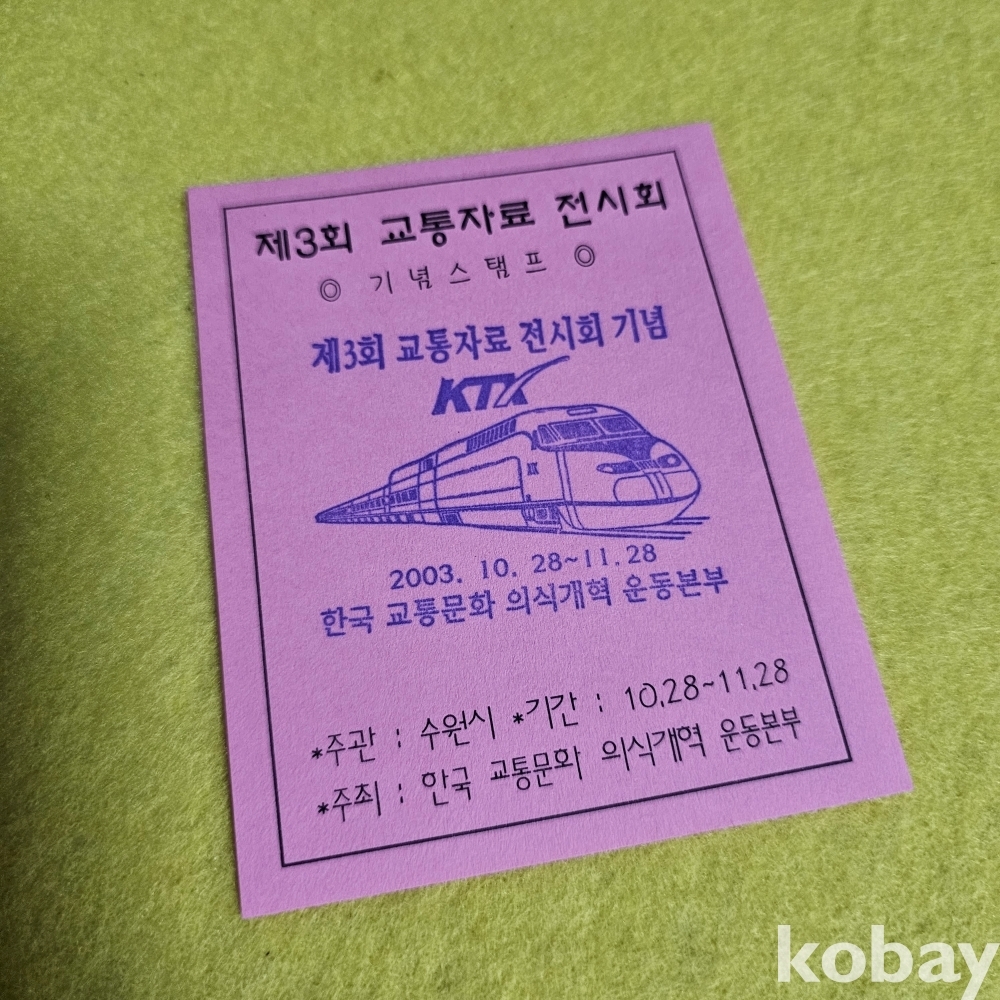 제3회 교통자료 전시회
◎ 기념스탬프 ◎
제3회 교통자료 전시회 기념
KTX
2003. 10. 28~11.28
한국 교통문화 의식개혁 운동본부
*주관 : 수원시 *기간 : 10.28~11.28
*주최 : 한국 교통문화 의식개혁 운동본부
kobay